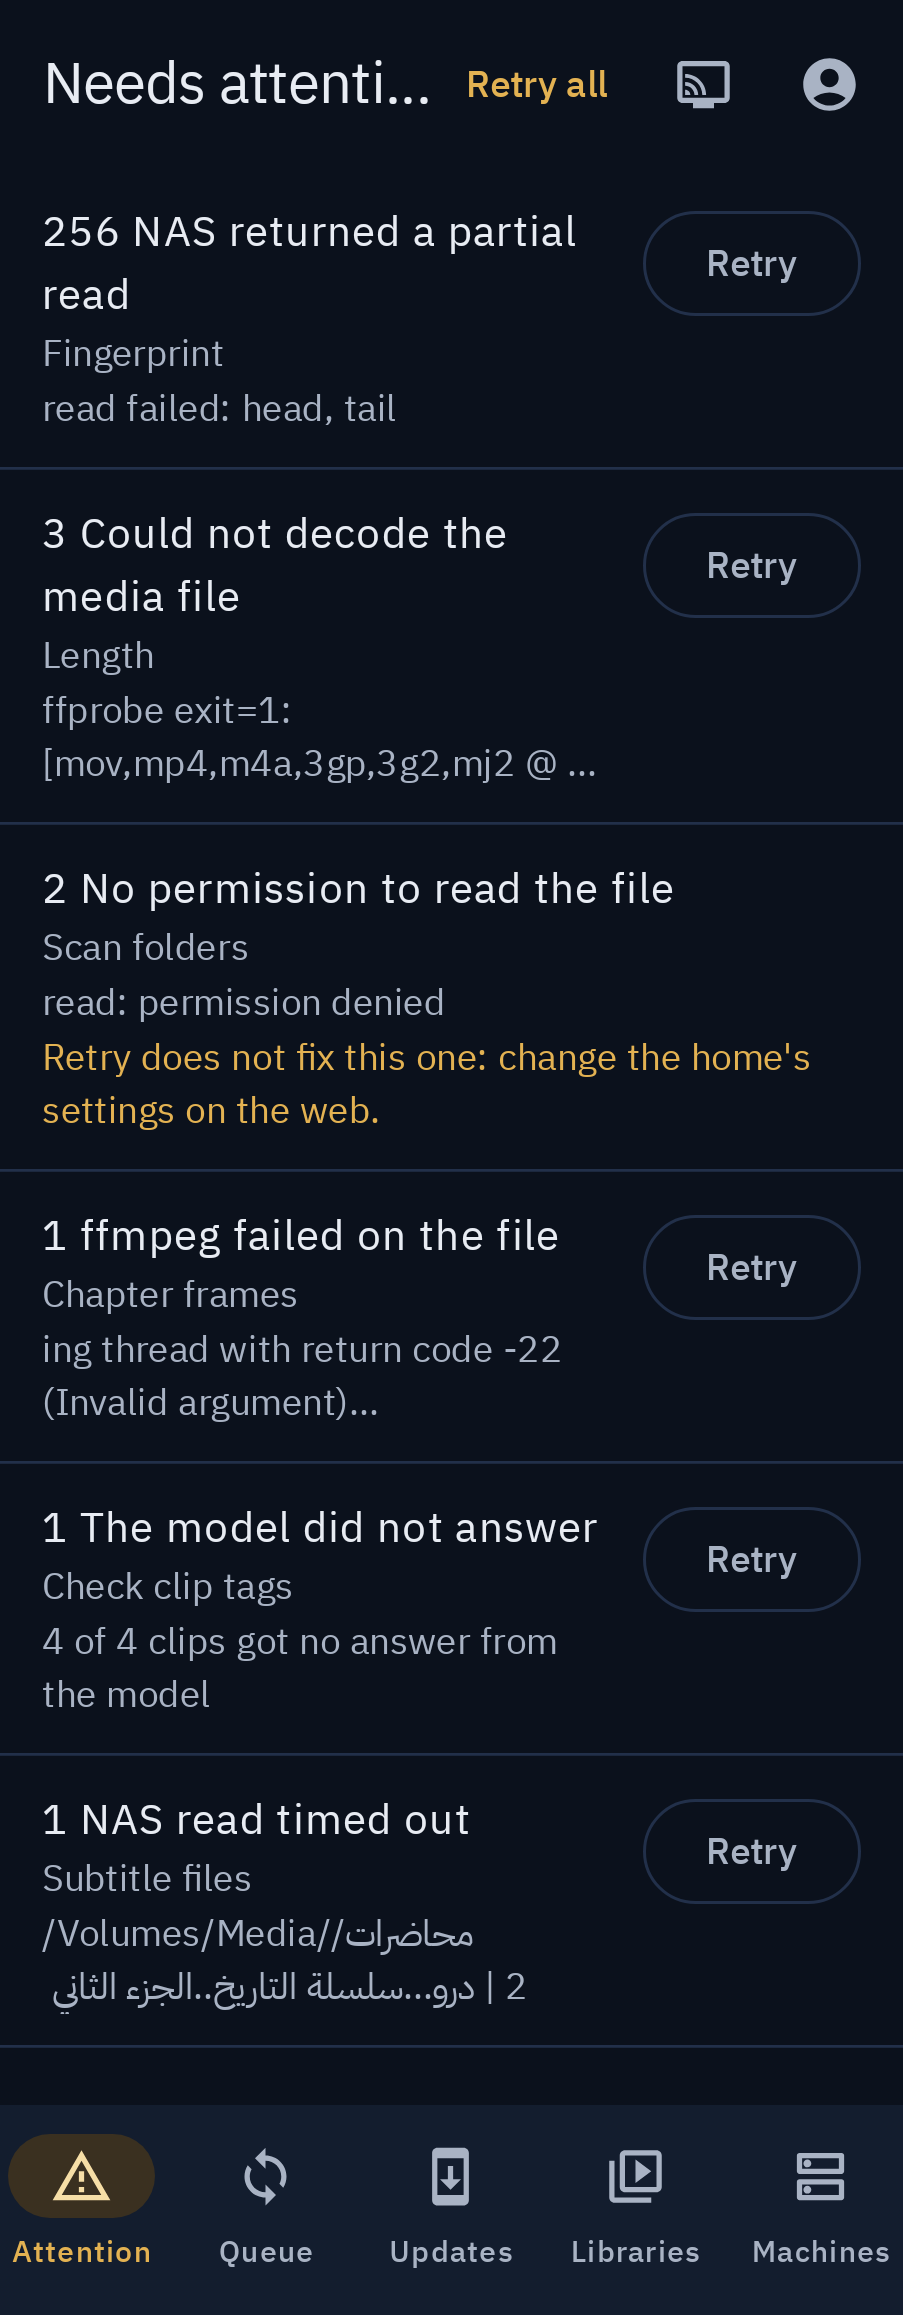 Needs attenti...
Retry all
256 NAS returned a partial
read
Retry
Fingerprint
read failed: head, tail
3 Could not decode the
media file
Retry
Length
ffprobe exit=1:
[mov,mp4,m4a,3gp,3g2,mj2 @ ...
2 No permission to read the file
Scan folders
read: permission denied
Retry does not fix this one: change the home's
settings on the web.
1 ffmpeg failed on the file
Retry
Chapter frames
ing thread with return code -22
(Invalid argument)...
1 The model did not answer
Retry
Check clip tags
4 of 4 clips got no answer from
the model
1 NAS read timed out
Retry
Subtitle files
/Volumes/Media//محاضرات
2 | درو...سلسلة التاريخ..الجزء الثاني
Attention
Queue
Updates
Libraries
Machines